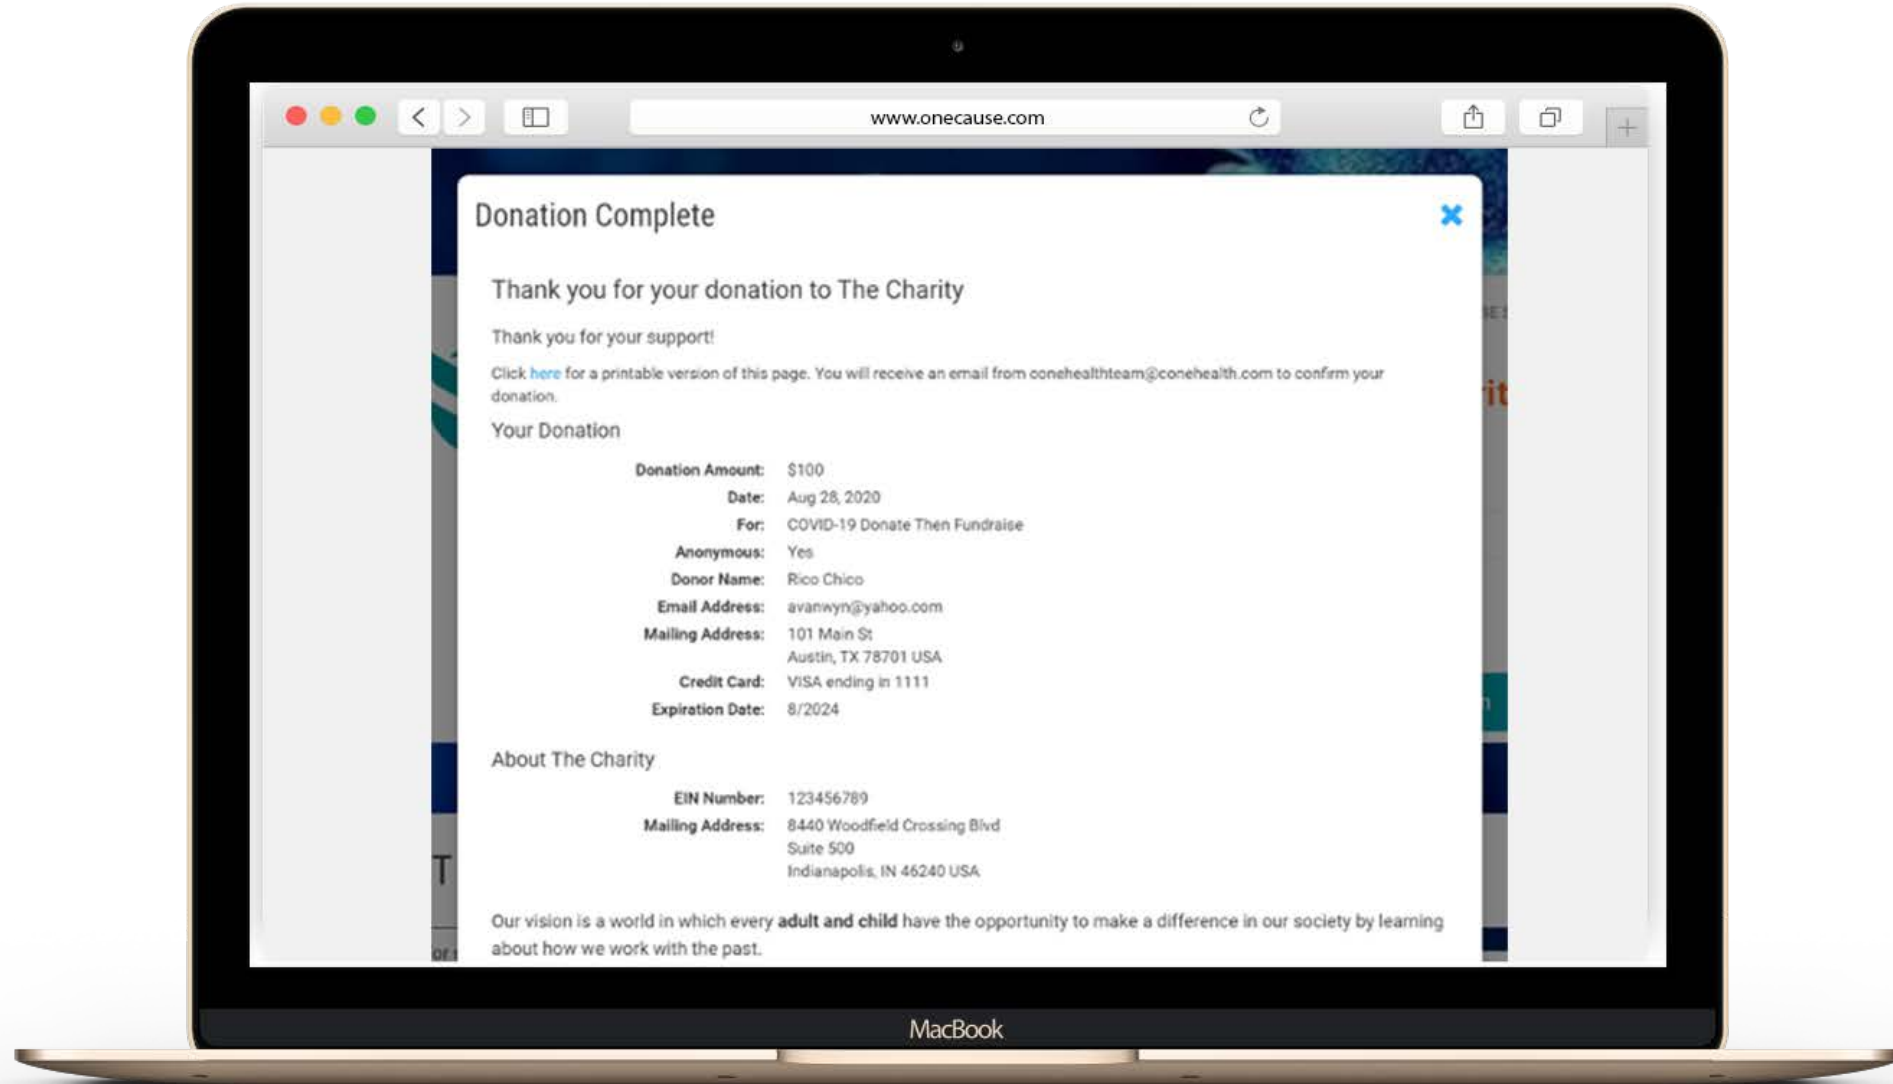 www.onecause.com
Donation Complete
Thank you for your donation to The Charity
Thank you for your support!
Click here for a printable version of this page. You will receive an email from conehealthteam@conehealth.com to confirm your
donation.
Your Donation
Donation Amount: $100
Date: Aug 28, 2020
For: COVID-19 Donate Then Fundraise
Anonymous: Yes
Donor Name: Rico Chico
Email Address: avanwyn@yahoo.com
Mailing Address: 101 Main St
Austin, TX 78701 USA
Credit Card: VISA ending in 1111
Expiration Date: 8/2024
About The Charity
EIN Number: 123456789
Mailing Address: 8440 Woodfield Crossing Blvd
Suite 500
Indianapolis, IN 46240 USA
Our vision is a world in which every adult and child have the opportunity to make a difference in our society by learning
about how we work with the past.
MacBook